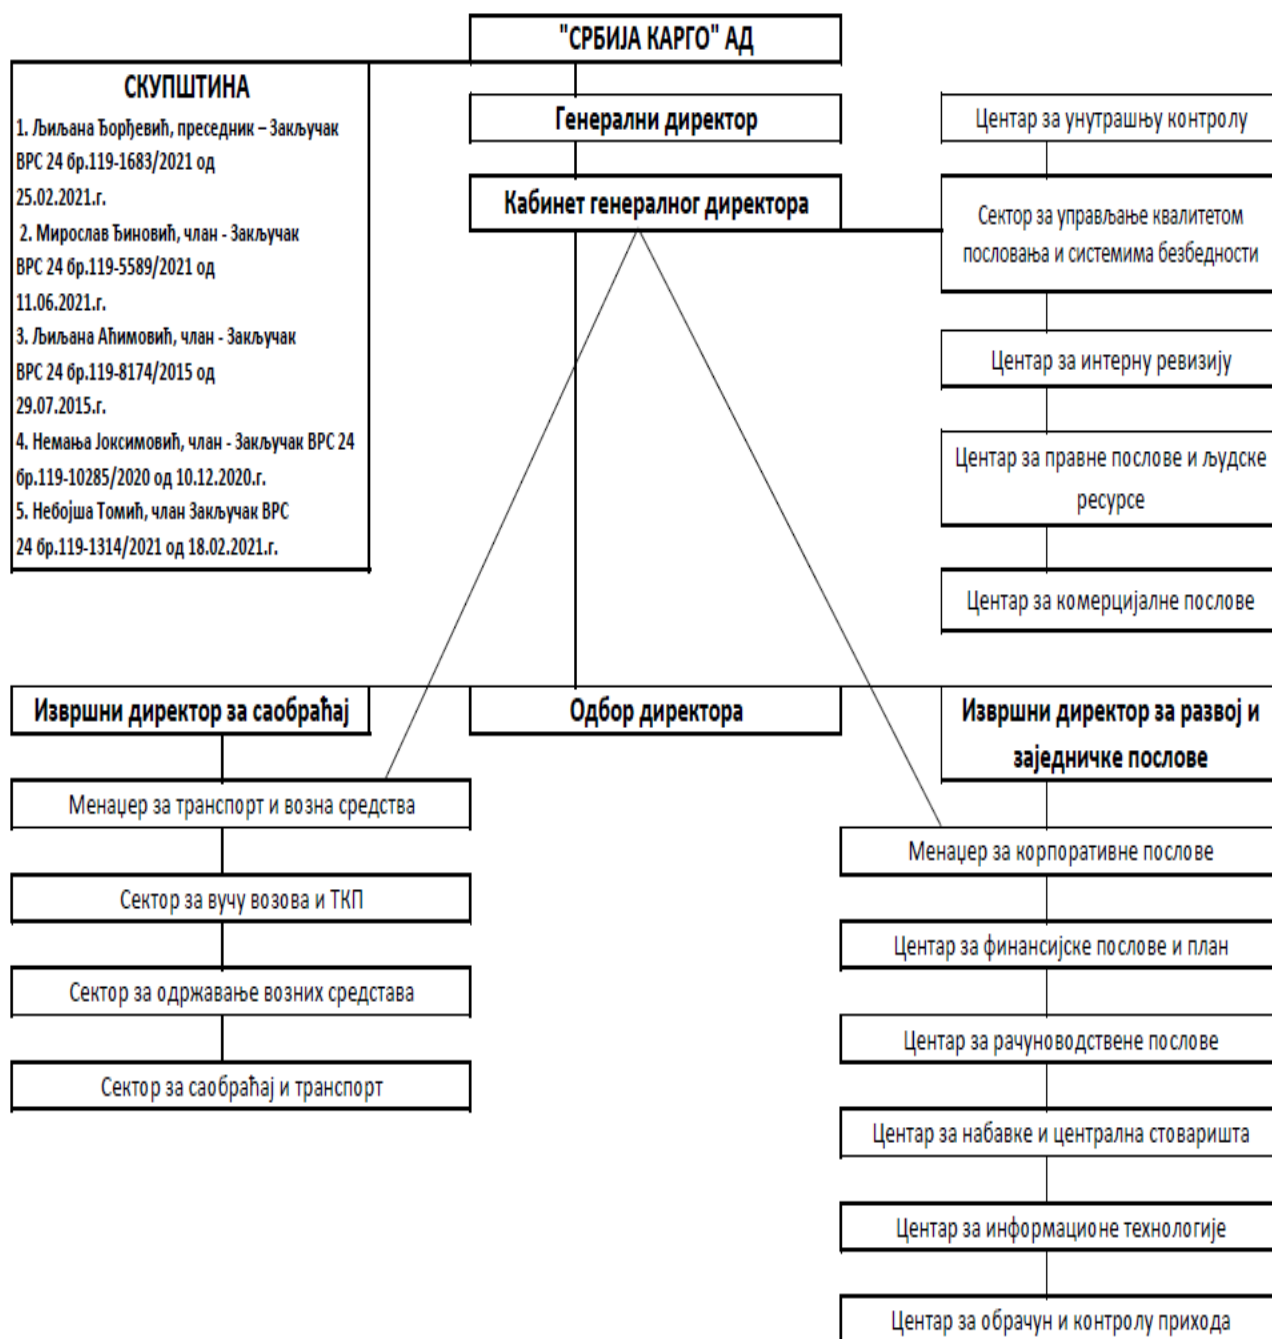 "СРБИЈА КАРГО" АД
СКУПШТИНА
1. Љиљана Ђорђевић, преседник – Закључак
ВРС 24 бр.119-1683/2021 од
25.02.2021.г.
2. Мирослав Ђиновић, члан - Закључак
ВРС 24 бр.119-5589/2021 од
11.06.2021.г.
3. Љиљана Аћимовић, члан - Закључак
ВРС 24 бр.119-8174/2015 од
29.07.2015.г.
4. Немања Јоксимовић, члан - Закључак ВРС 24
бр.119-10285/2020 од 10.12.2020.г.
5. Небојша Томић, члан Закључак ВРС
24 бр.119-1314/2021 од 18.02.2021.г.
Генерални директор
Кабинет генералног директора
Центар за унутрашњу контролу
Сектор за управљање квалитетом
пословања и системима безбедности
Центар за интерну ревизију
Центар за правне послове и људске
ресурсе
Центар за комерцијалне послове
Извршни директор за саобраћај
Одбор директора
Извршни директор за развој и
заједничке послове
Менаџер за транспорт и возна средства
Сектор за вучу возова и ТКП
Сектор за одржавање возних средстава
Сектор за саобраћај и транспорт
Менаџер за корпоративне послове
Центар за финансијске послове и план
Центар за рачуноводствене послове
Центар за набавке и централна стоваришта
Центар за информационе технологије
Центар за обрачун и контролу прихода